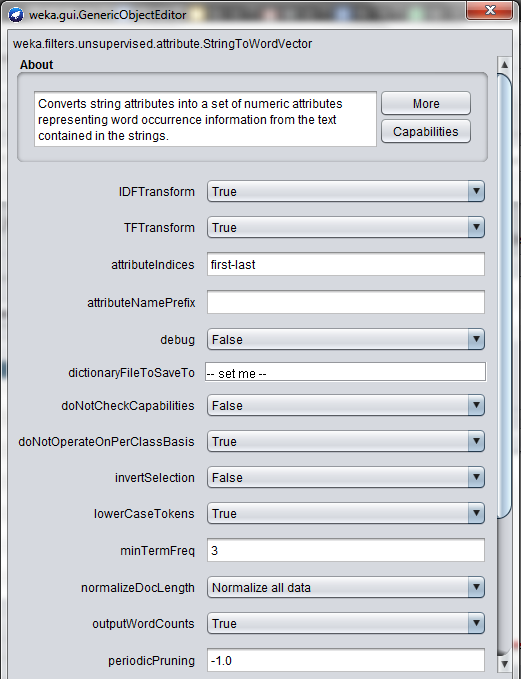 weka.gui.GenericObjectEditor
weka.filters.unsupervised.attribute.StringToWordVector
About
Converts string attributes into a set of numeric attributes
representing word occurrence information from the text
contained in the strings.
More
Capabilities
IDFTransform True
TFTransform True
attributeIndices first-last
attributeNamePrefix
debug False
dictionaryFileToSaveTo -- set me --
doNotCheckCapabilities False
doNotOperateOnPerClassBasis True
invertSelection False
lowerCaseTokens True
minTermFreq 3
normalizeDocLength Normalize all data
outputWordCounts True
periodicPruning -1.0